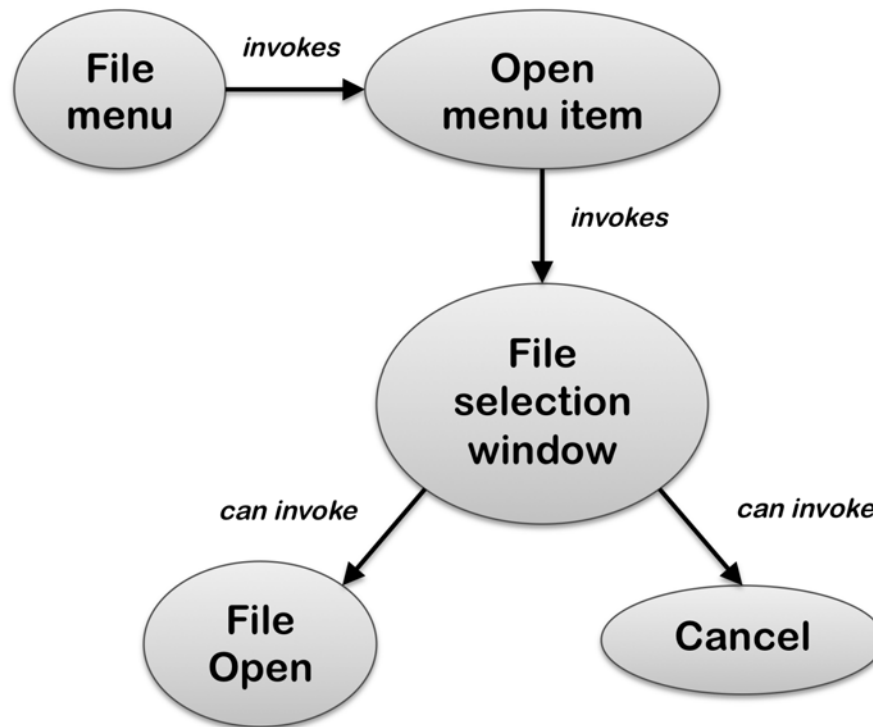 File
menu
invokes
Open
menu item
invokes
File
selection
window
can invoke
can invoke
File
Open
Cancel